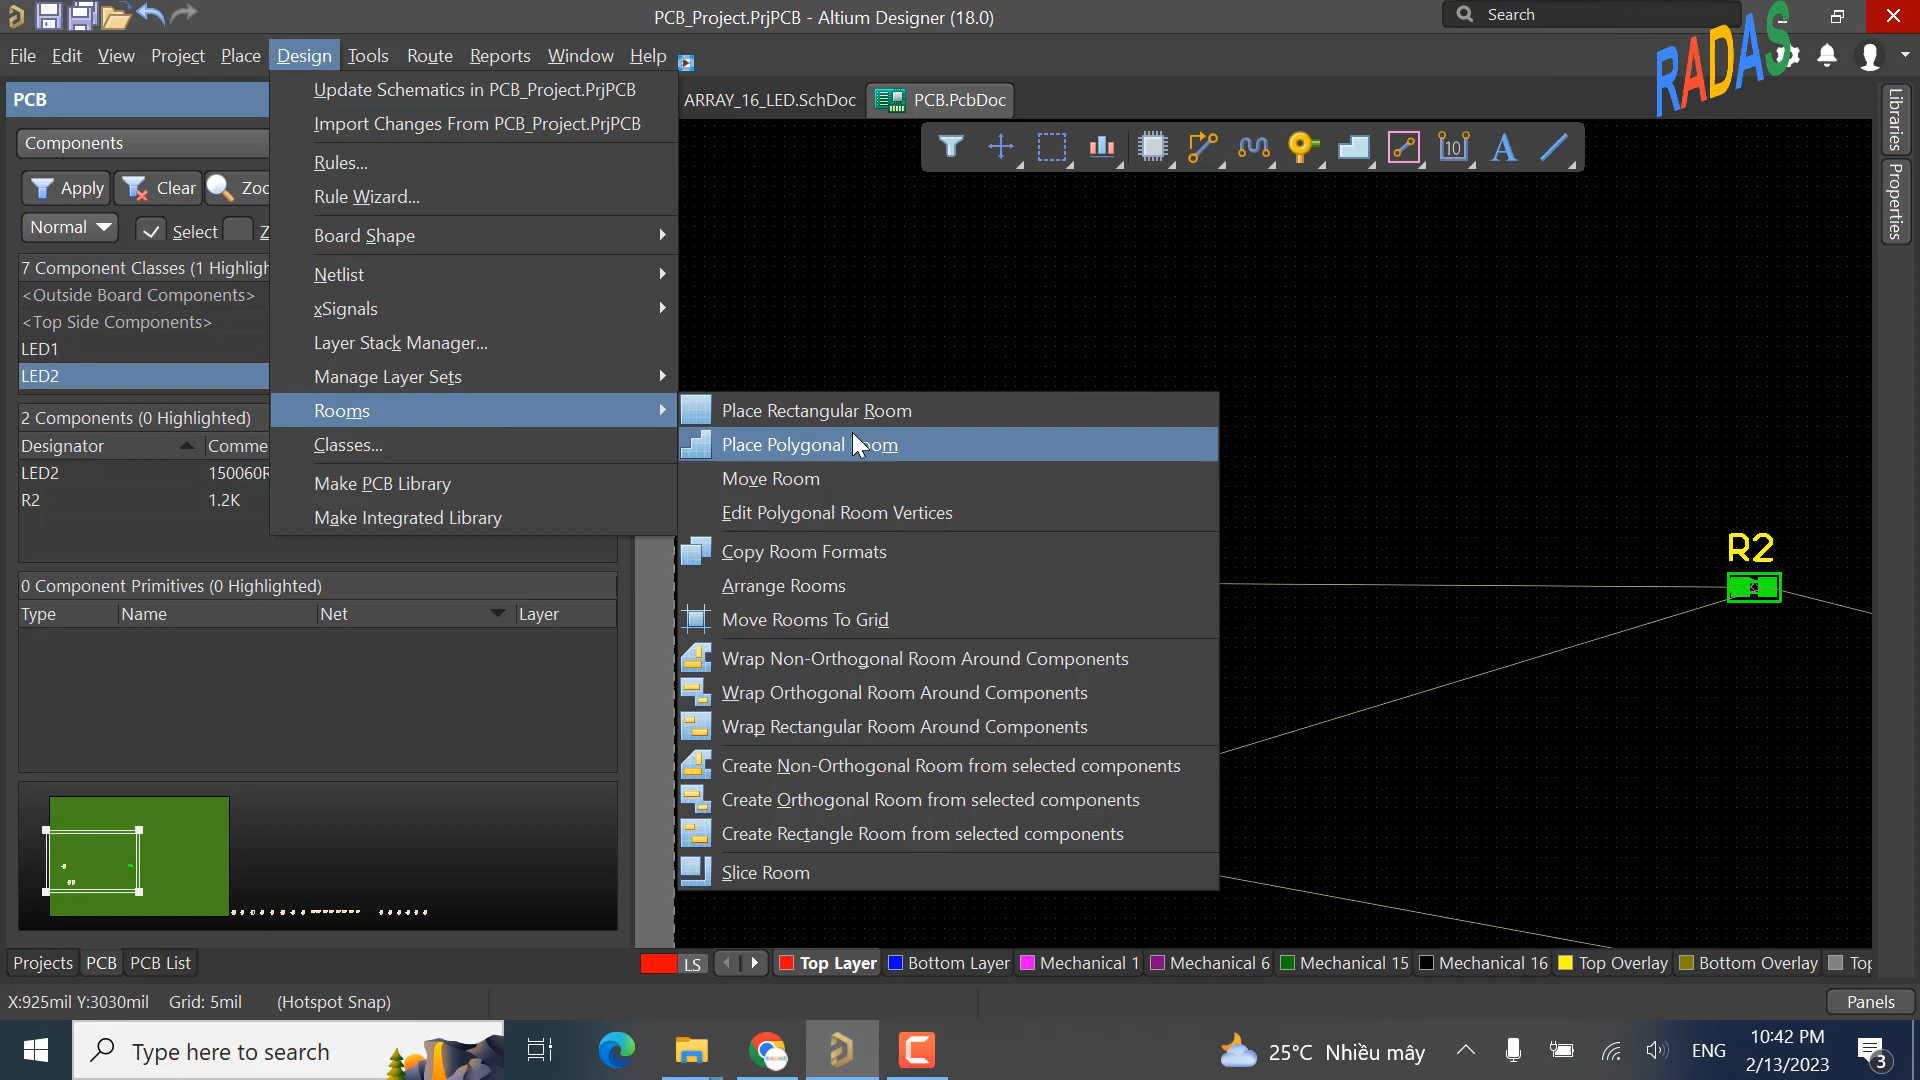 PCB_Project.PrjPCB - Altium Designer (18.0)
Search
RADAS
File Edit View Project Place Design Tools Route Reports Window Help
PCB
Update Schematics in PCB_Project.PrjPCB
ARRAY_16_LED.SchDoc
PCB.PcbDoc
Libraries
Properties
Components
Import Changes From PCB_Project.PrjPCB
10
A
Apply Clear Zoo
Rules...
Rule Wizard...
Normal Select Z
Board Shape
7 Component Classes (1 Highligh
<Outside Board Components>
<Top Side Components>
LED1
LED2
Netlist
xSignals
Layer Stack Manager...
Manage Layer Sets
Rooms
Classes...
Make PCB Library
Make Integrated Library
2 Components (0 Highlighted)
Designator Comme
LED2 150060R
R2 1.2K
Place Rectangular Room
Place Polygonal Room
Move Room
Edit Polygonal Room Vertices
Copy Room Formats
Arrange Rooms
Move Rooms To Grid
Wrap Non-Orthogonal Room Around Components
Wrap Orthogonal Room Around Components
Wrap Rectangular Room Around Components
Create Non-Orthogonal Room from selected components
Create Orthogonal Room from selected components
Create Rectangle Room from selected components
Slice Room
R2
0 Component Primitives (0 Highlighted)
Type Name Net Layer
Projects PCB PCB List
LS Top Layer Bottom Layer Mechanical 1 Mechanical 6 Mechanical 15 Mechanical 16 Top Overlay Bottom Overlay Top
X:925mil Y:3030mil Grid: 5mil (Hotspot Snap)
Panels
Type here to search
25°C Nhiều mây
ENG
10:42 PM
2/13/2023
3